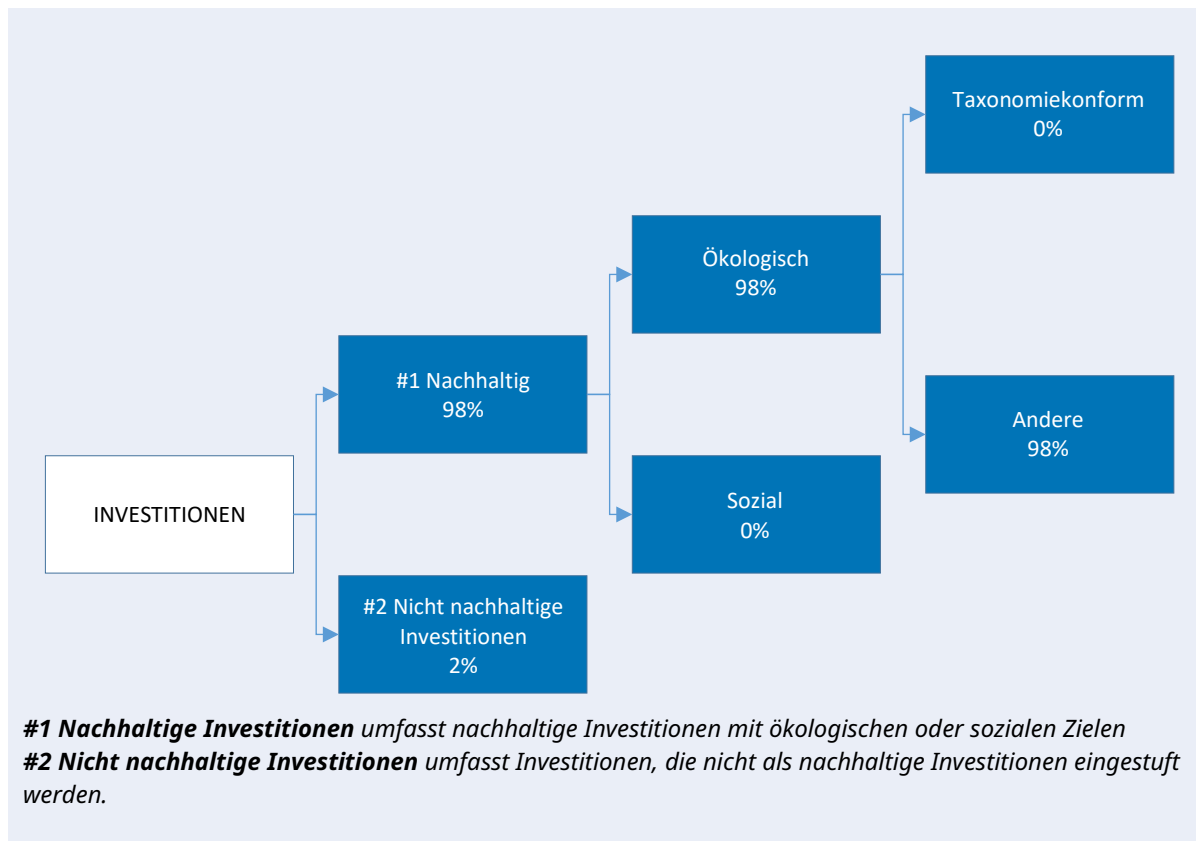 Taxonomiekonform
0%
Ökologisch
98%
#1 Nachhaltig
98%
Andere
98%
INVESTITIONEN
Sozial
0%
#2 Nicht nachhaltige
Investitionen
2%
#1 Nachhaltige Investitionen umfasst nachhaltige Investitionen mit ökologischen oder sozialen Zielen
#2 Nicht nachhaltige Investitionen umfasst Investitionen, die nicht als nachhaltige Investitionen eingestuft
werden.